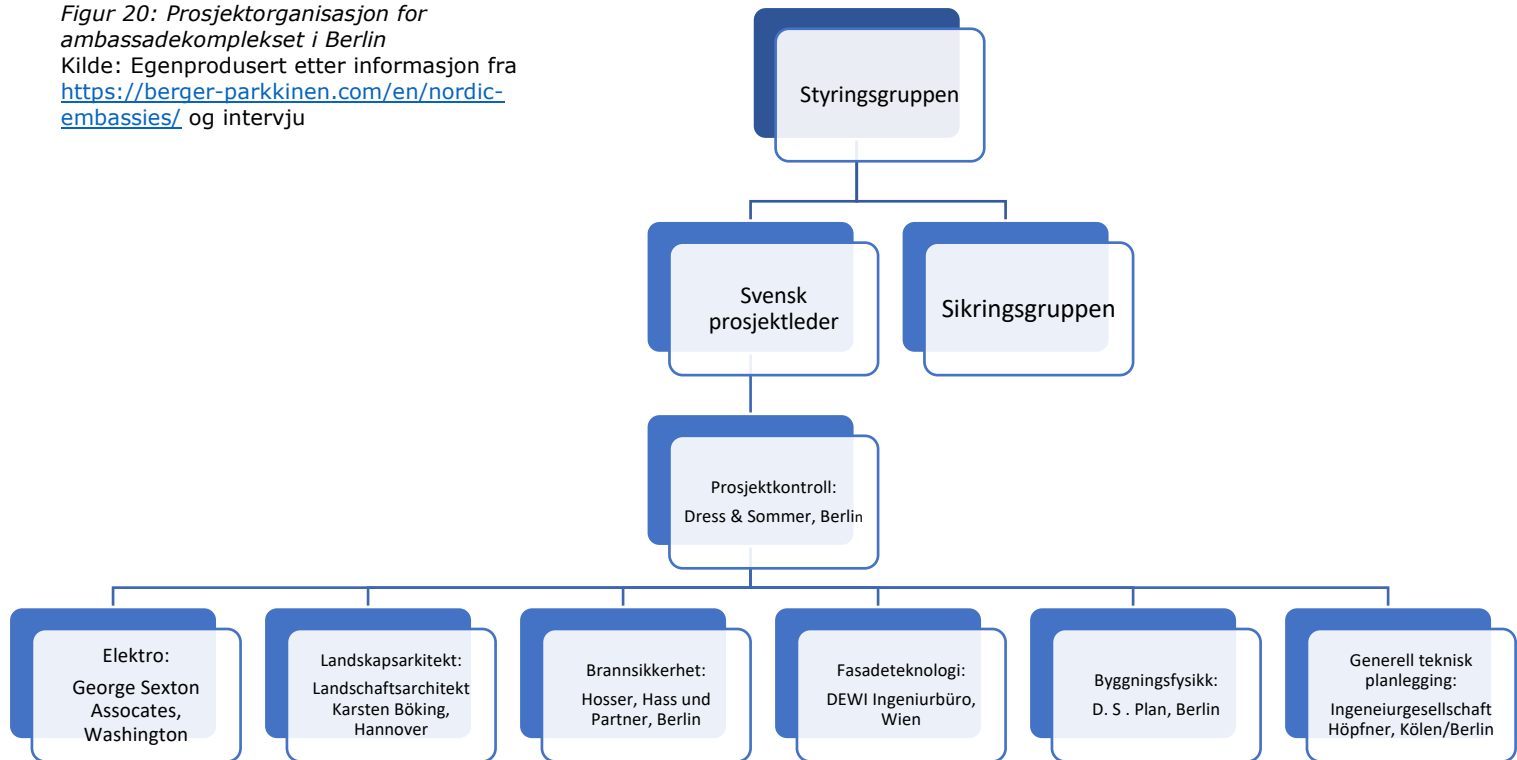 Figur 20: Prosjektorganisasjon for
ambassadekomplekset i Berlin
Kilde: Egenprodusert etter informasjon fra
https://berger-parkkinen.com/en/nordic-
embassies/ og intervju
Styringsgruppen
Svensk
prosjektleder
Sikringsgruppen
Prosjektkontroll:
Dress & Sommer, Berlin
Elektro:
George Sexton
Assocates,
Washington
Landskapsarkitekt:
Landschaftsarchitekt
Karsten Böking,
Hannover
Brannsikkerhet:
Hosser, Hass und
Partner, Berlin
Fasadeteknologi:
DEWI Ingeniurbüro,
Wien
Byggningsfysikk:
D. S . Plan, Berlin
Generell teknisk
planlegging:
Ingeneiurgesellschaft
Höpfner, Kölen/Berlin